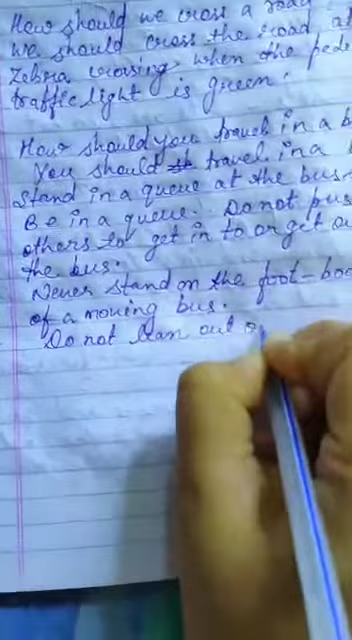 How should we cross a road
we should cross the road at
Zebra crossing when the pede
traffic light is green.
How should you travel in a b
You should travel in a
Stand in a queue at the bus
Be in a queue. Do not pus
others to get in to or get ou
the bus.
Never stand on the foot-boa
of a moving bus.
Do not lean out o